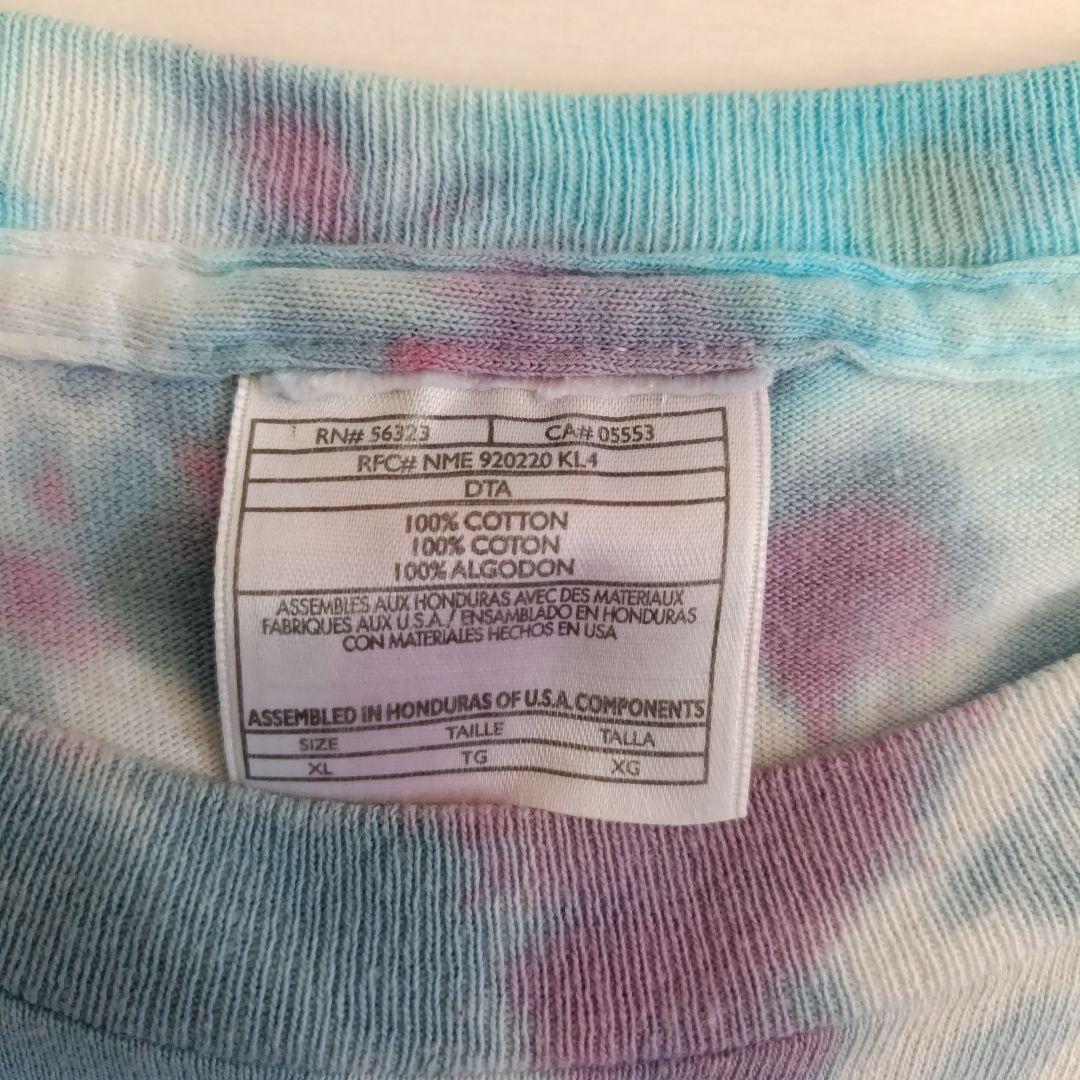 RN# 56323 CA# 05553
RFC# NME 920220 KL4
DTA
100% COTTON
100% COTON
100% ALGODON
ASSEMBLES AUX HONDURAS AVEC DES MATERIAUX
FABRIQUES AUX U.S.A. / ENSAMBLADO EN HONDURAS
CON MATERIALES HECHOS EN USA
ASSEMBLED IN HONDURAS OF U.S.A. COMPONENTS
SIZE TAILLE TALLA
XL TG XG